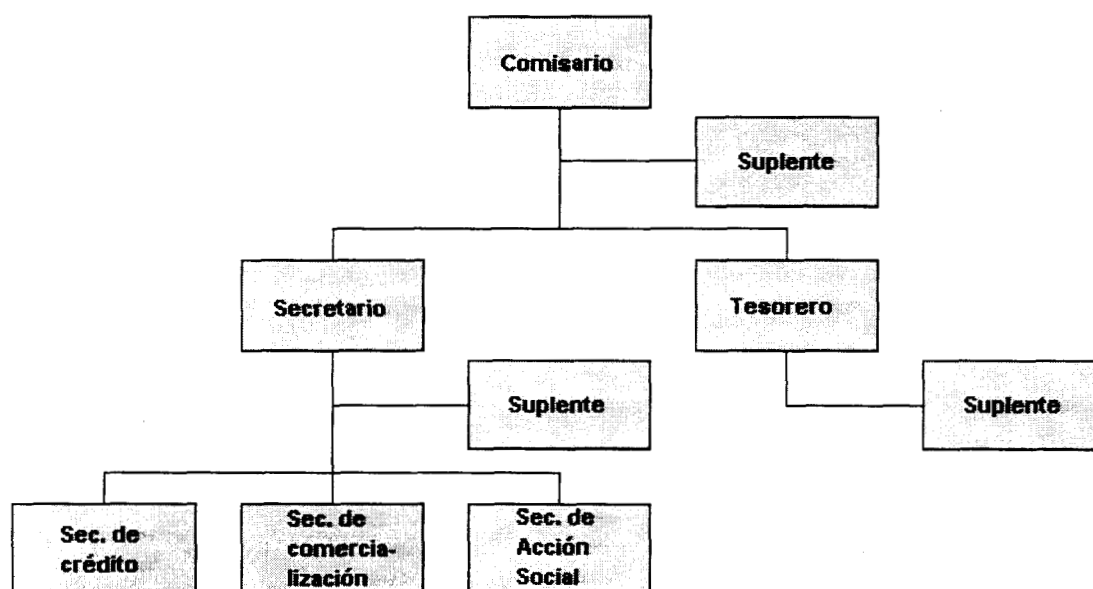 Comisario
Suplente
Secretario
Tesorero
Suplente
Suplente
Sec. de
crédito
Sec. de
comercia-
lización
Sec. de
Acción
Social